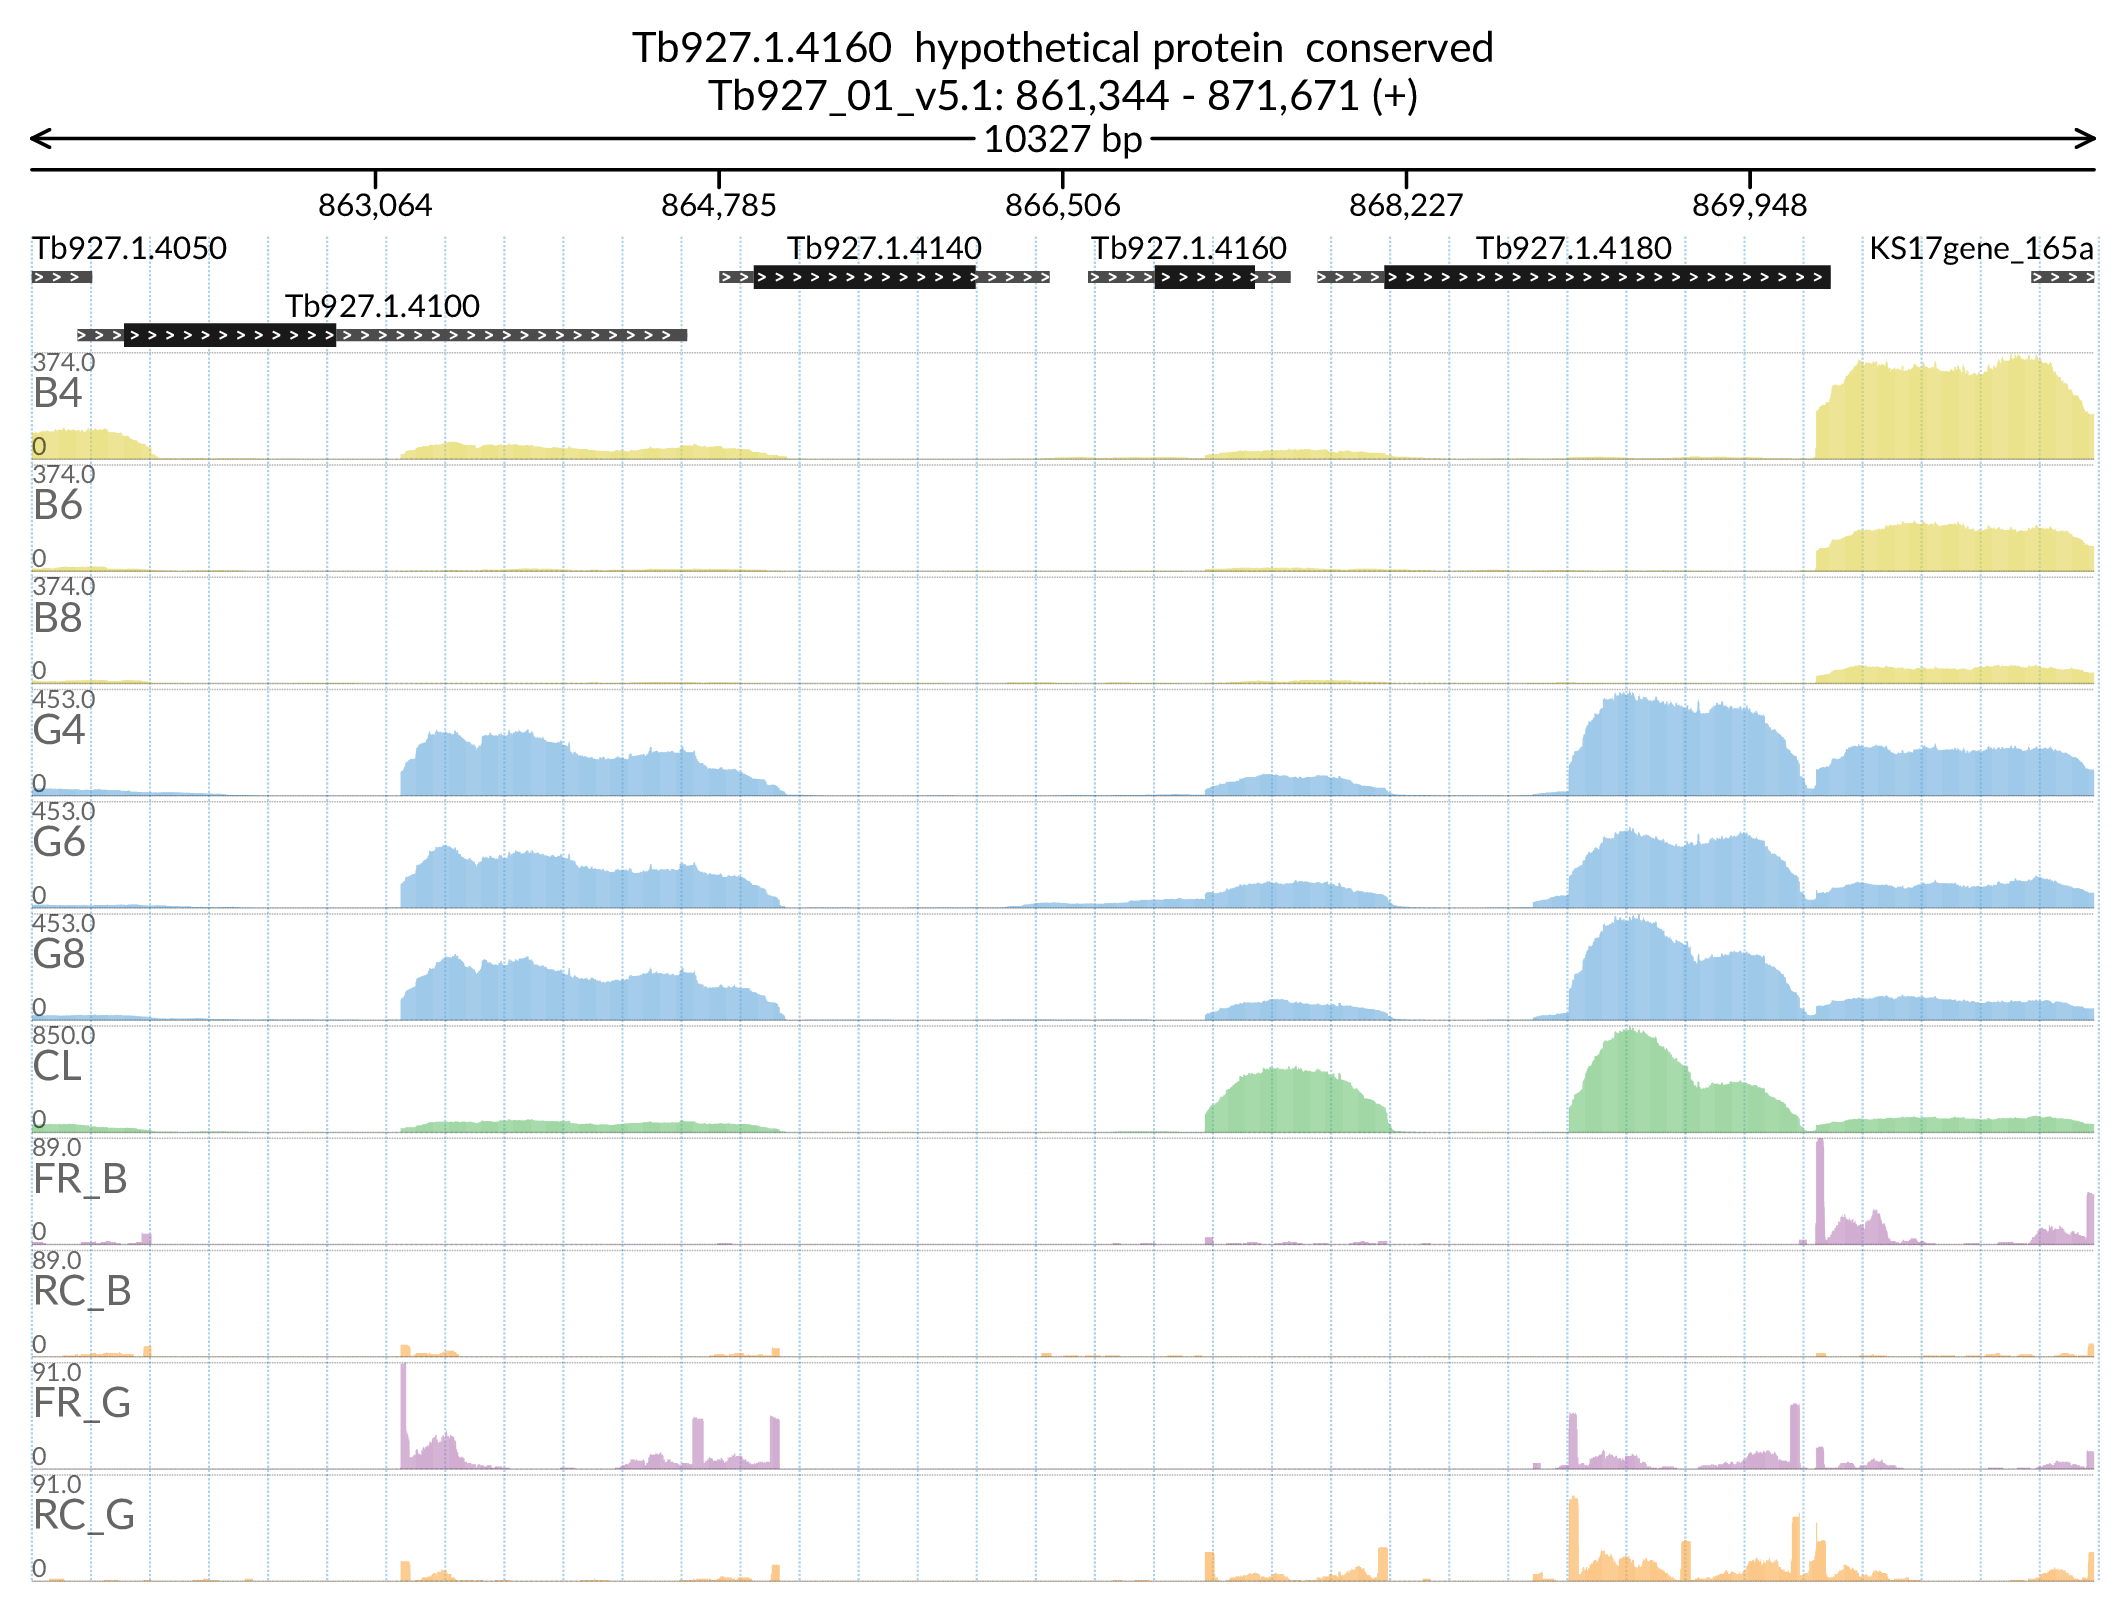 Tb927.1.4160 hypothetical protein conserved
Tb927_01_v5.1: 861,344 - 871,671 (+)
10327 bp
863,064 864,785 866,506 868,227 869,948
Tb927.1.4050 Tb927.1.4140 Tb927.1.4160 Tb927.1.4180 KS17gene_165a
Tb927.1.4100
374.0
B4
0
374.0
B6
0
374.0
B8
0
453.0
G4
0
453.0
G6
0
453.0
G8
0
850.0
CL
0
89.0
FR_B
0
89.0
RC_B
0
91.0
FR_G
0
91.0
RC_G
0